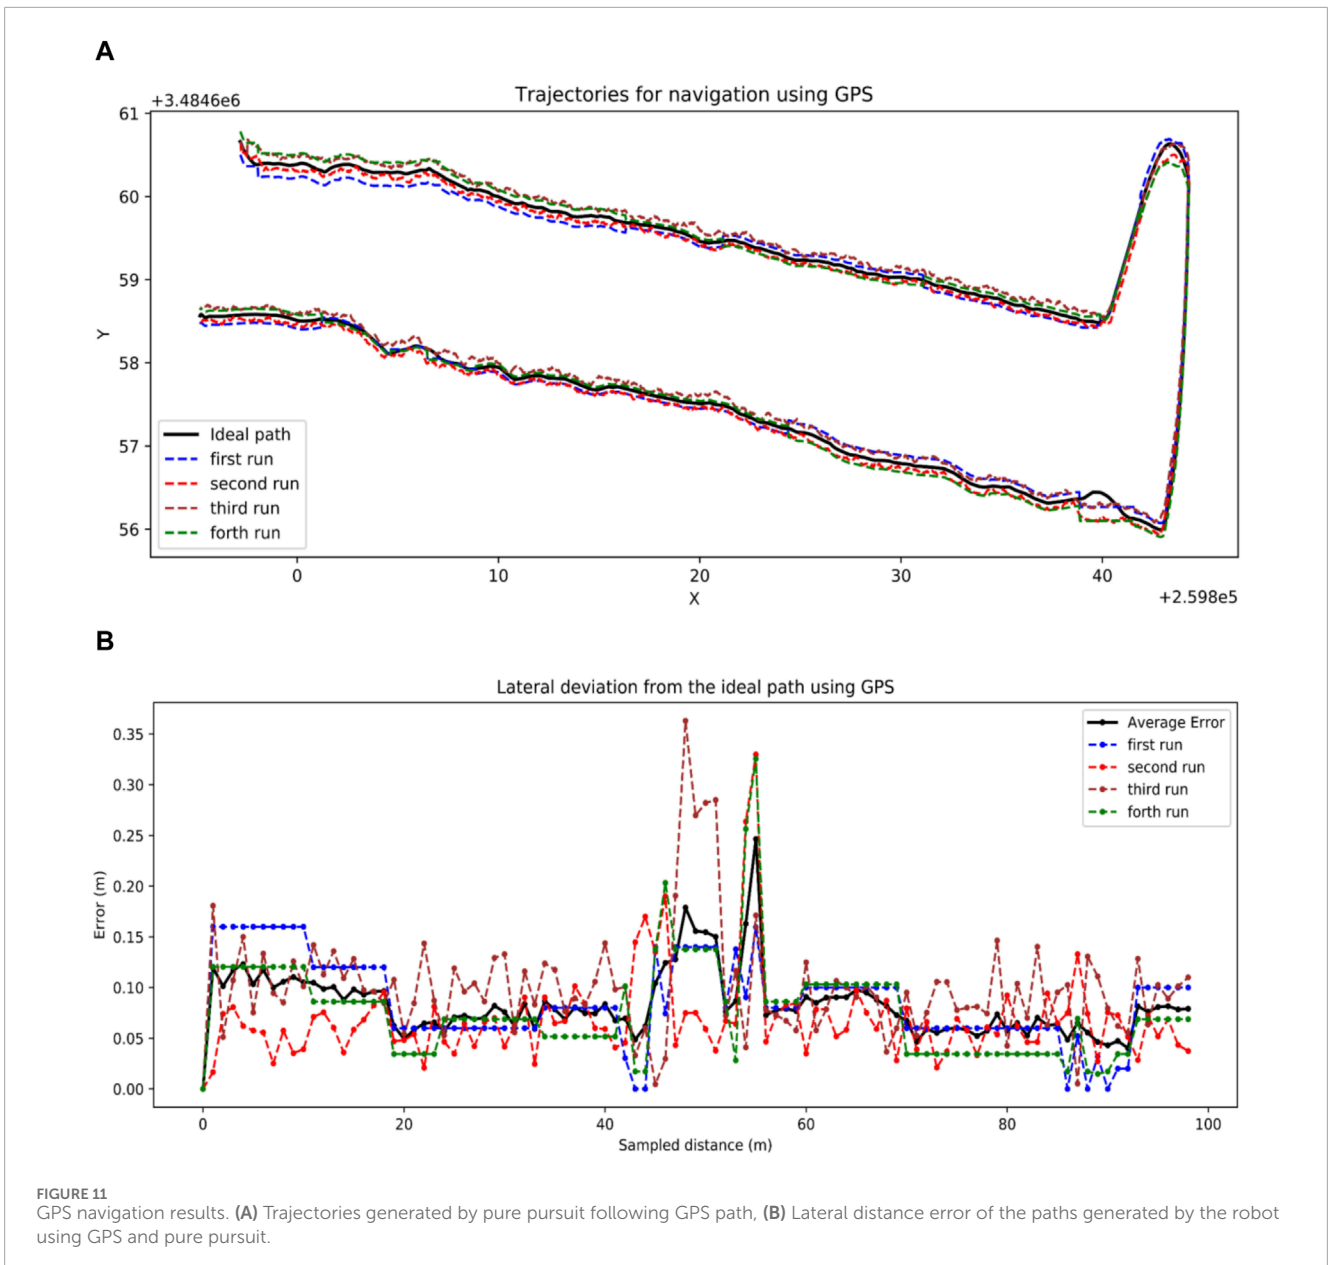 A
Trajectories for navigation using GPS
+3.4846e6
61
60
59
58
57
56
Y
Ideal path
first run
second run
third run
forth run
0 10 20 30 40
X
+2.598e5
B
Lateral deviation from the ideal path using GPS
0.35
0.30
0.25
0.20
0.15
0.10
0.05
0.00
Error (m)
Average Error
first run
second run
third run
forth run
0 20 40 60 80 100
Sampled distance (m)
FIGURE 11
GPS navigation results. (A) Trajectories generated by pure pursuit following GPS path, (B) Lateral distance error of the paths generated by the robot
using GPS and pure pursuit.